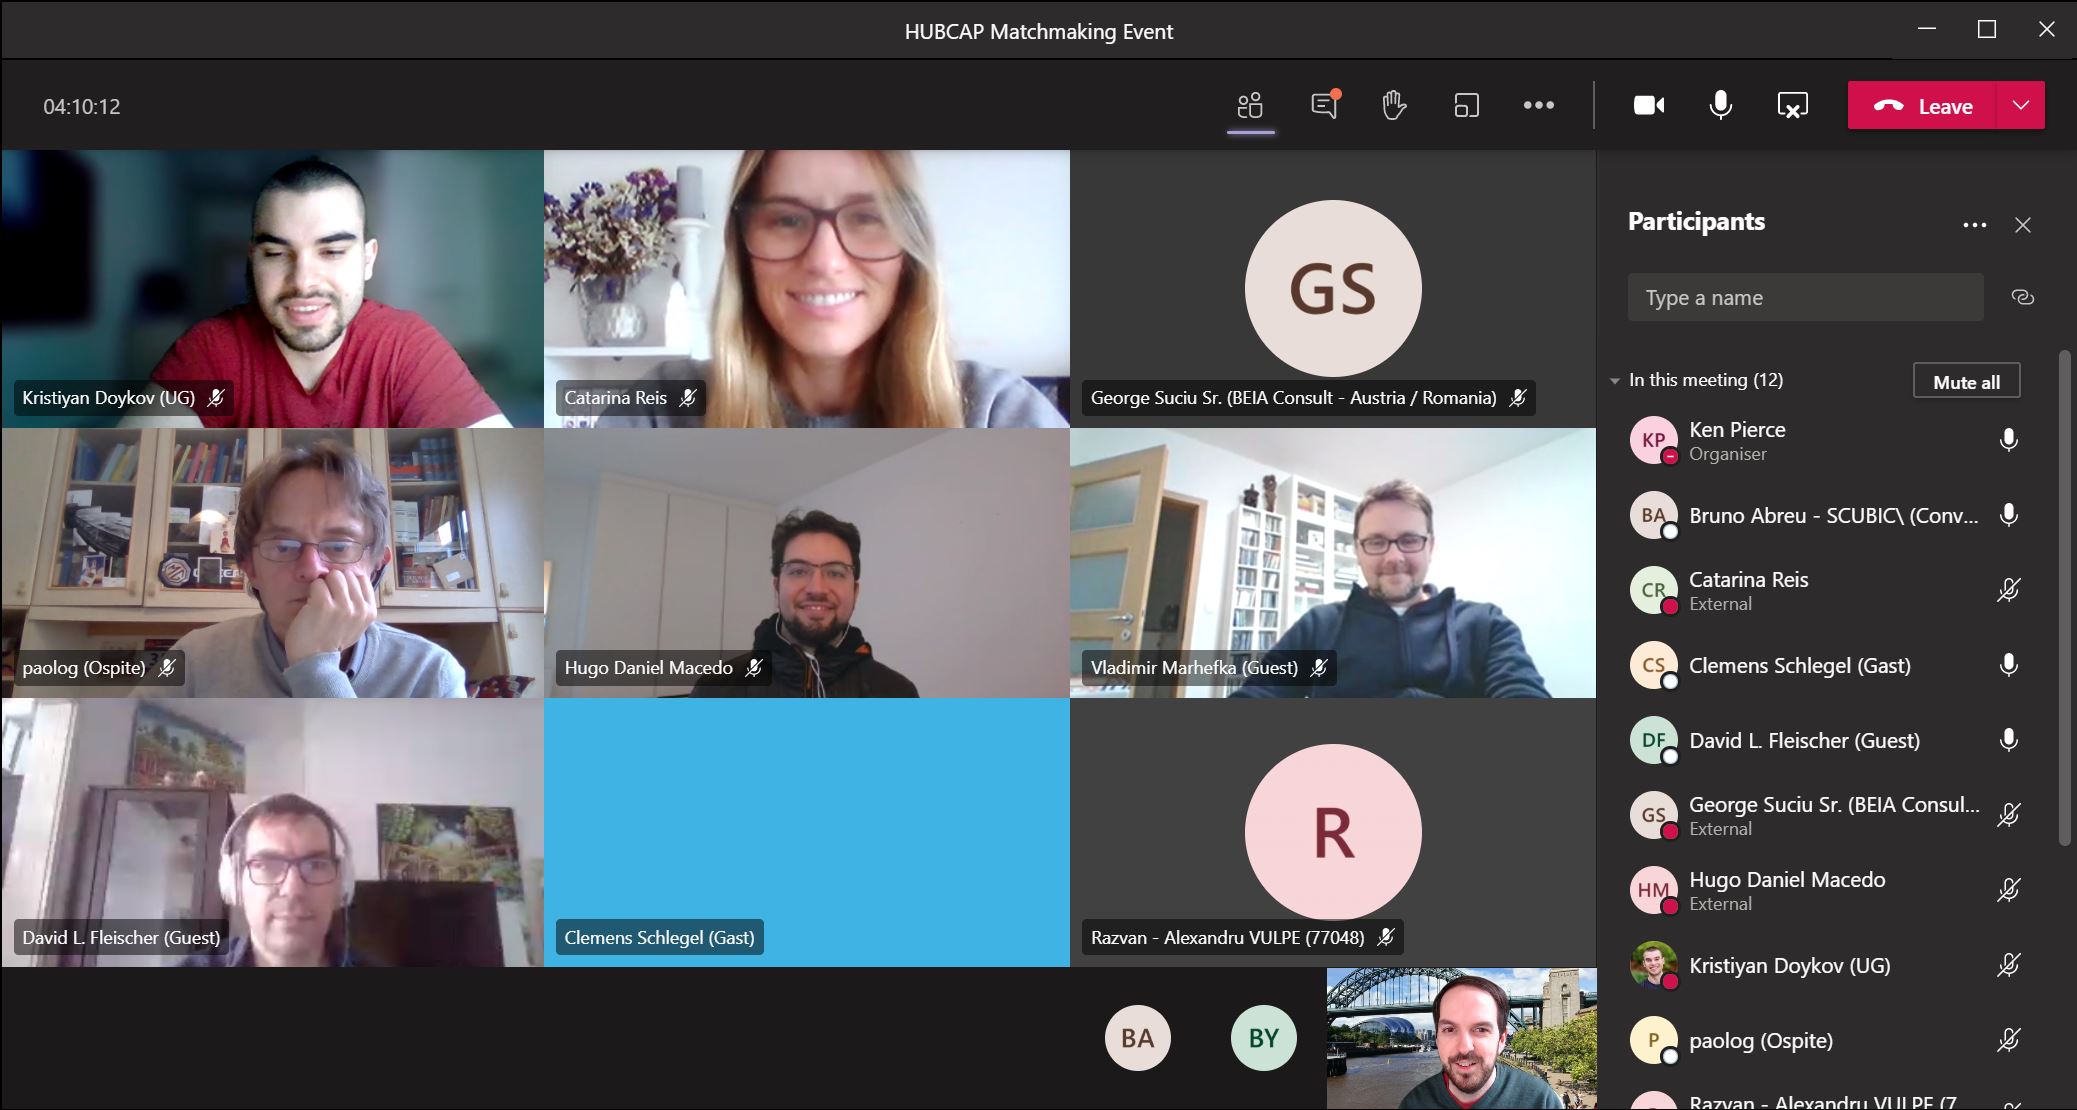 HUBCAP Matchmaking Event
04:10:12
Leave
Kristiyan Doykov (UG)
Catarina Reis
GS
George Suciu Sr. (BEIA Consult - Austria / Romania)
paolog (Ospite)
Hugo Daniel Macedo
Vladimir Marhefka (Guest)
David L. Fleischer (Guest)
Clemens Schlegel (Gast)
R
Razvan - Alexandru VULPE (77048)
BA
BY
Participants
Type a name
In this meeting (12)
Mute all
KP
Ken Pierce
Organiser
BA
Bruno Abreu - SCUBIC\ (Conv...
CR
Catarina Reis
External
CS
Clemens Schlegel (Gast)
DF
David L. Fleischer (Guest)
GS
George Suciu Sr. (BEIA Consul...
External
HM
Hugo Daniel Macedo
External
Kristiyan Doykov (UG)
P
paolog (Ospite)
Razvan - Alexandru VULPE (7